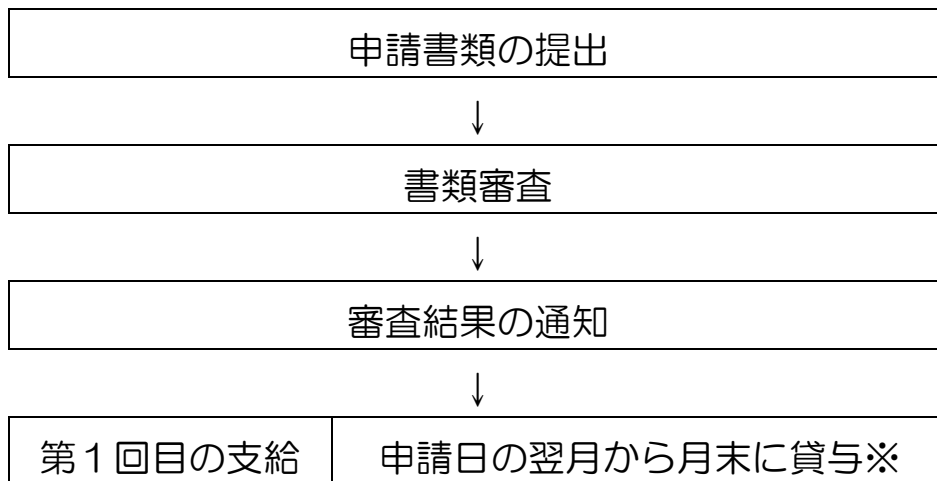 申請書類の提出
↓
書類審査
↓
審査結果の通知
↓
第1回目の支給 申請日の翌月から月末に貸与※